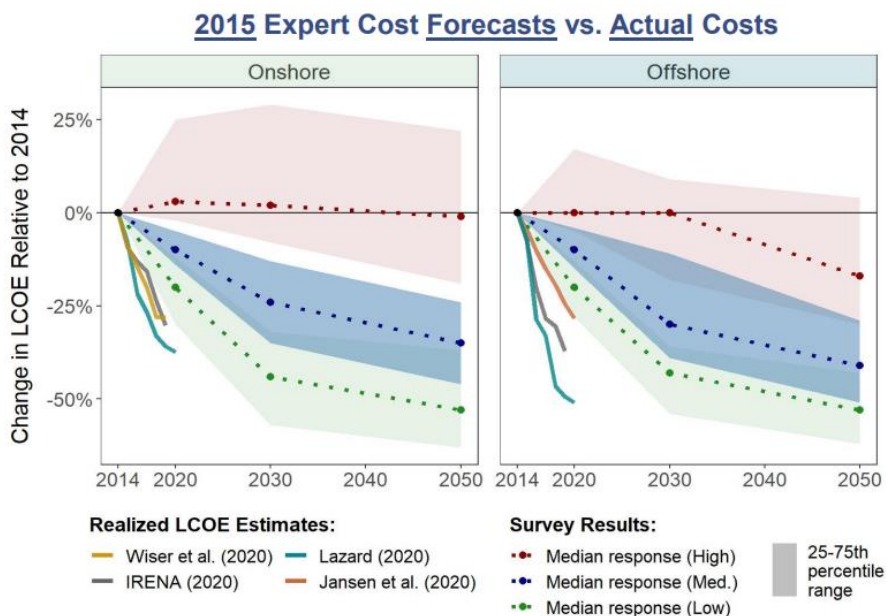 2015 Expert Cost Forecasts vs. Actual Costs
Onshore
Offshore
Change in LCOE Relative to 2014
25%
0%
-25%
-50%
2014 2020 2030 2040 2050
2014 2020 2030 2040 2050
Realized LCOE Estimates:
Wiser et al. (2020)
Lazard (2020)
IRENA (2020)
Jansen et al. (2020)
Survey Results:
Median response (High)
Median response (Med.)
Median response (Low)
25-75th
percentile
range